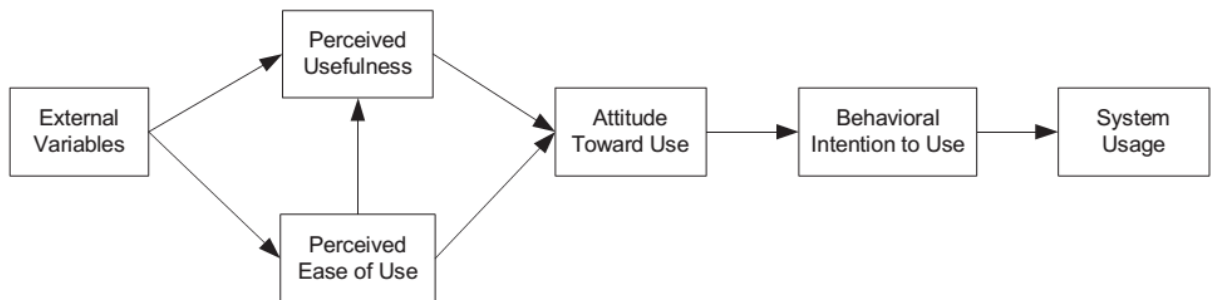 External
Variables
Perceived
Usefulness
Perceived
Ease of Use
Attitude
Toward Use
Behavioral
Intention to Use
System
Usage